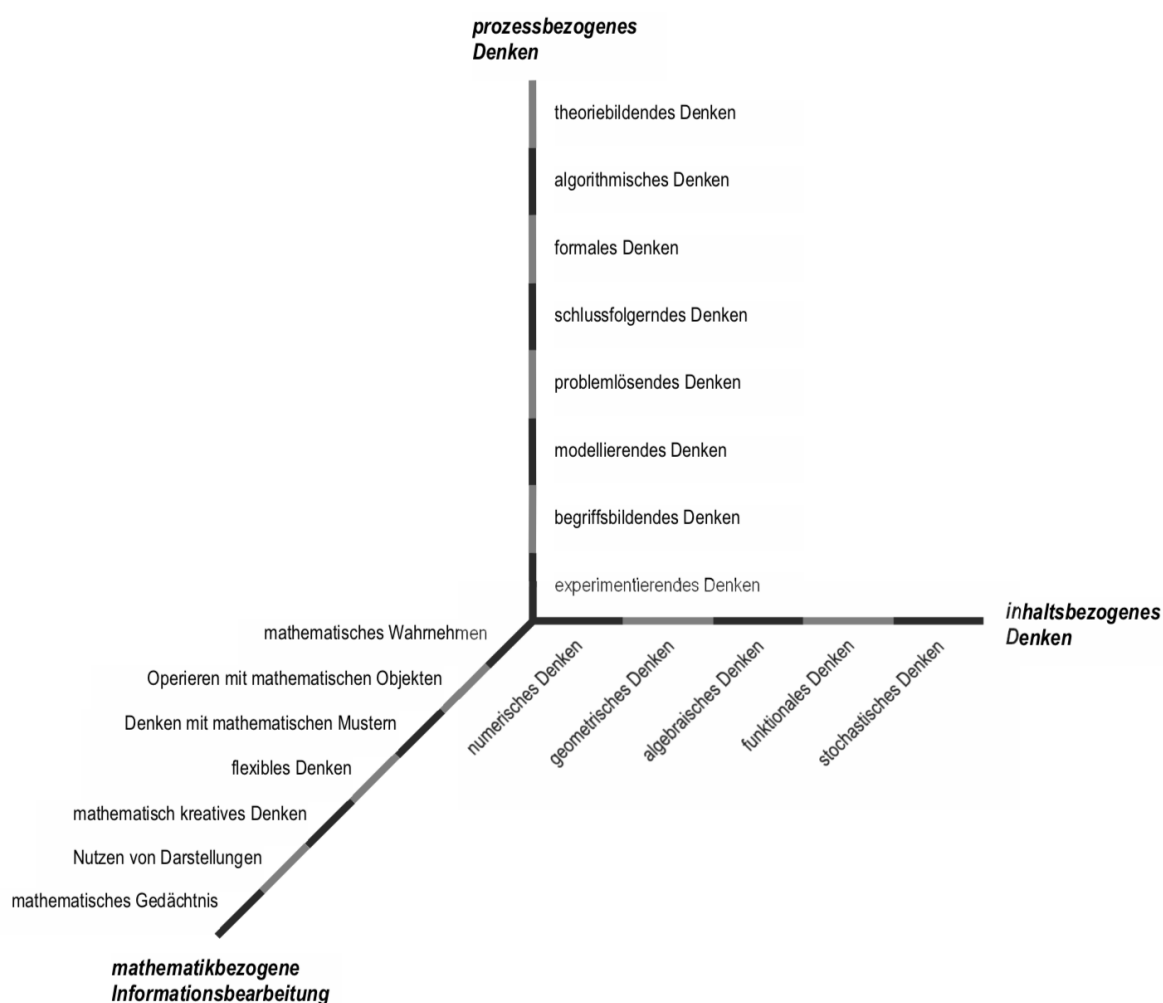 prozessbezogenes
Denken
theoriebildendes Denken
algorithmisches Denken
formales Denken
schlussfolgerndes Denken
problemlösendes Denken
modellierendes Denken
begriffsbildendes Denken
experimentierendes Denken
inhaltsbezogenes
Denken
numerisches Denken
geometrisches Denken
algebraisches Denken
funktionales Denken
stochastisches Denken
mathematisches Wahrnehmen
Operieren mit mathematischen Objekten
Denken mit mathematischen Mustern
flexibles Denken
mathematisch kreatives Denken
Nutzen von Darstellungen
mathematisches Gedächtnis
mathematikbezogene
Informationsbearbeitung